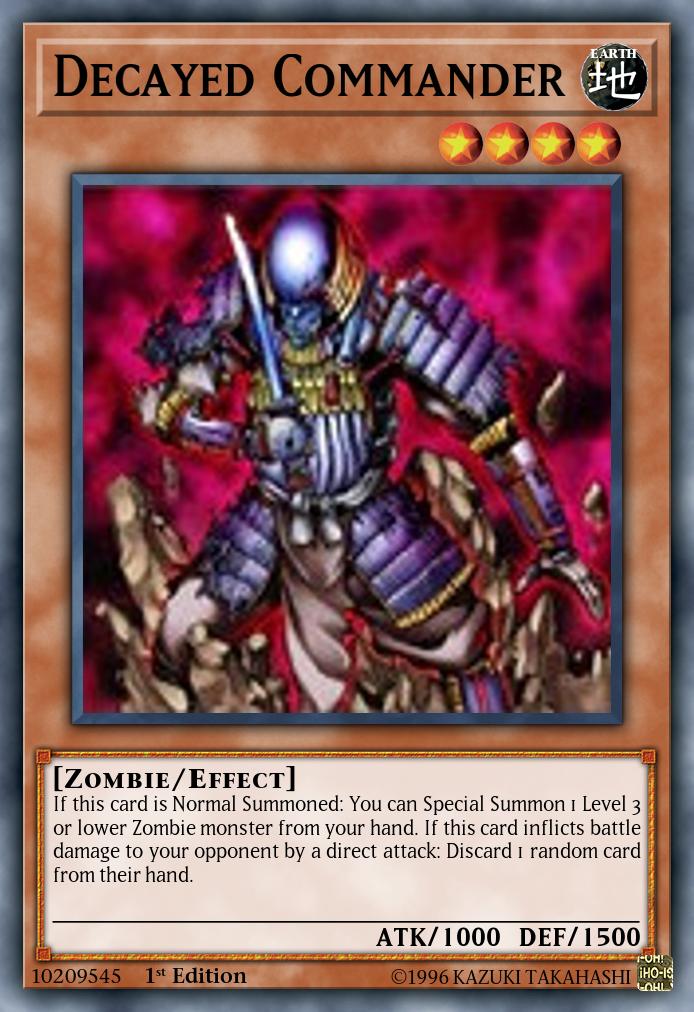 DECAYED COMMANDER
EARTH
地
[ZOMBIE/EFFECT]
If this card is Normal Summoned: You can Special Summon 1 Level 3
or lower Zombie monster from your hand. If this card inflicts battle
damage to your opponent by a direct attack: Discard 1 random card
from their hand.
ATK/1000 DEF/1500
10209545 1st Edition ©1996 KAZUKI TAKAHASHI